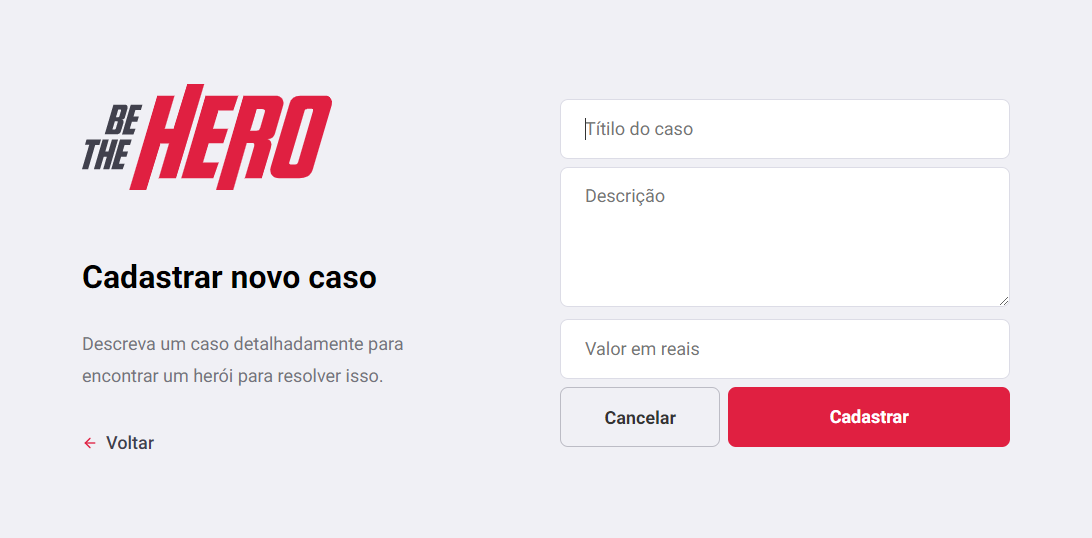 BE
THE
HERO
Cadastrar novo caso
Descreva um caso detalhadamente para
encontrar um herói para resolver isso.
Voltar
Títilo do caso
Descrição
Valor em reais
Cancelar
Cadastrar